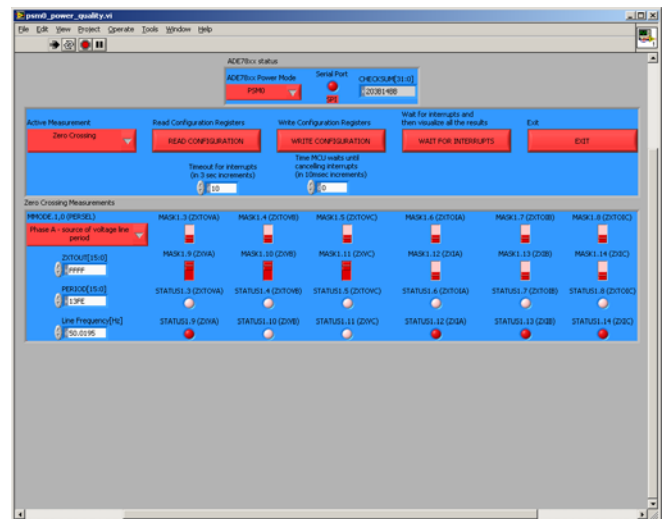 psm0_power_quality.vi
File Edit View Project Operate Tools Window Help
ADE78xx status
ADE78xx Power Mode
Serial Port
CHECKSUM[31:0]
PSM0
SPI
Active Measurement
Read Configuration Registers
Write Configuration Registers
Wait for interrupts and
then visualize all the results
Exit
Zero Crossing
READ CONFIGURATION
WRITE CONFIGURATION
WAIT FOR INTERRUPTS
EXIT
Timeout for
interrupts
(in 3 sec increments)
10
Time MCU waits until
cancelling interrupts
(in 10msec increments)
0
Zero Crossing Measurements
MMODE.1,0 (PERSEL)
MASK1.3 (ZXTOVA) MASK1.4 (ZXTOVB) MASK1.5 (ZXTOVC) MASK1.6 (ZXTOIA) MASK1.7 (ZXTOIB) MASK1.8 (ZXTOIC)
Phase A - source of voltage line
period
MASK1.9 (ZXVA) MASK1.10 (ZXVB) MASK1.11 (ZXVC) MASK1.12 (ZXIA) MASK1.13 (ZXIB) MASK1.14 (ZXIC)
ZXTOUT[15:0]
FFFF
PERIOD[15:0]
13FE
STATUS1.3 (ZXTOVA) STATUS1.4 (ZXTOVB) STATUS1.5 (ZXTOVC) STATUS1.6 (ZXTOIA) STATUS1.7 (ZXTOIB) STATUS1.8 (ZXTOIC)
Line Frequency[Hz]
50.0195
STATUS1.9 (ZXVA) STATUS1.10 (ZXVB) STATUS1.11 (ZXVC) STATUS1.12 (ZXIA) STATUS1.13 (ZXIB) STATUS1.14 (ZXIC)